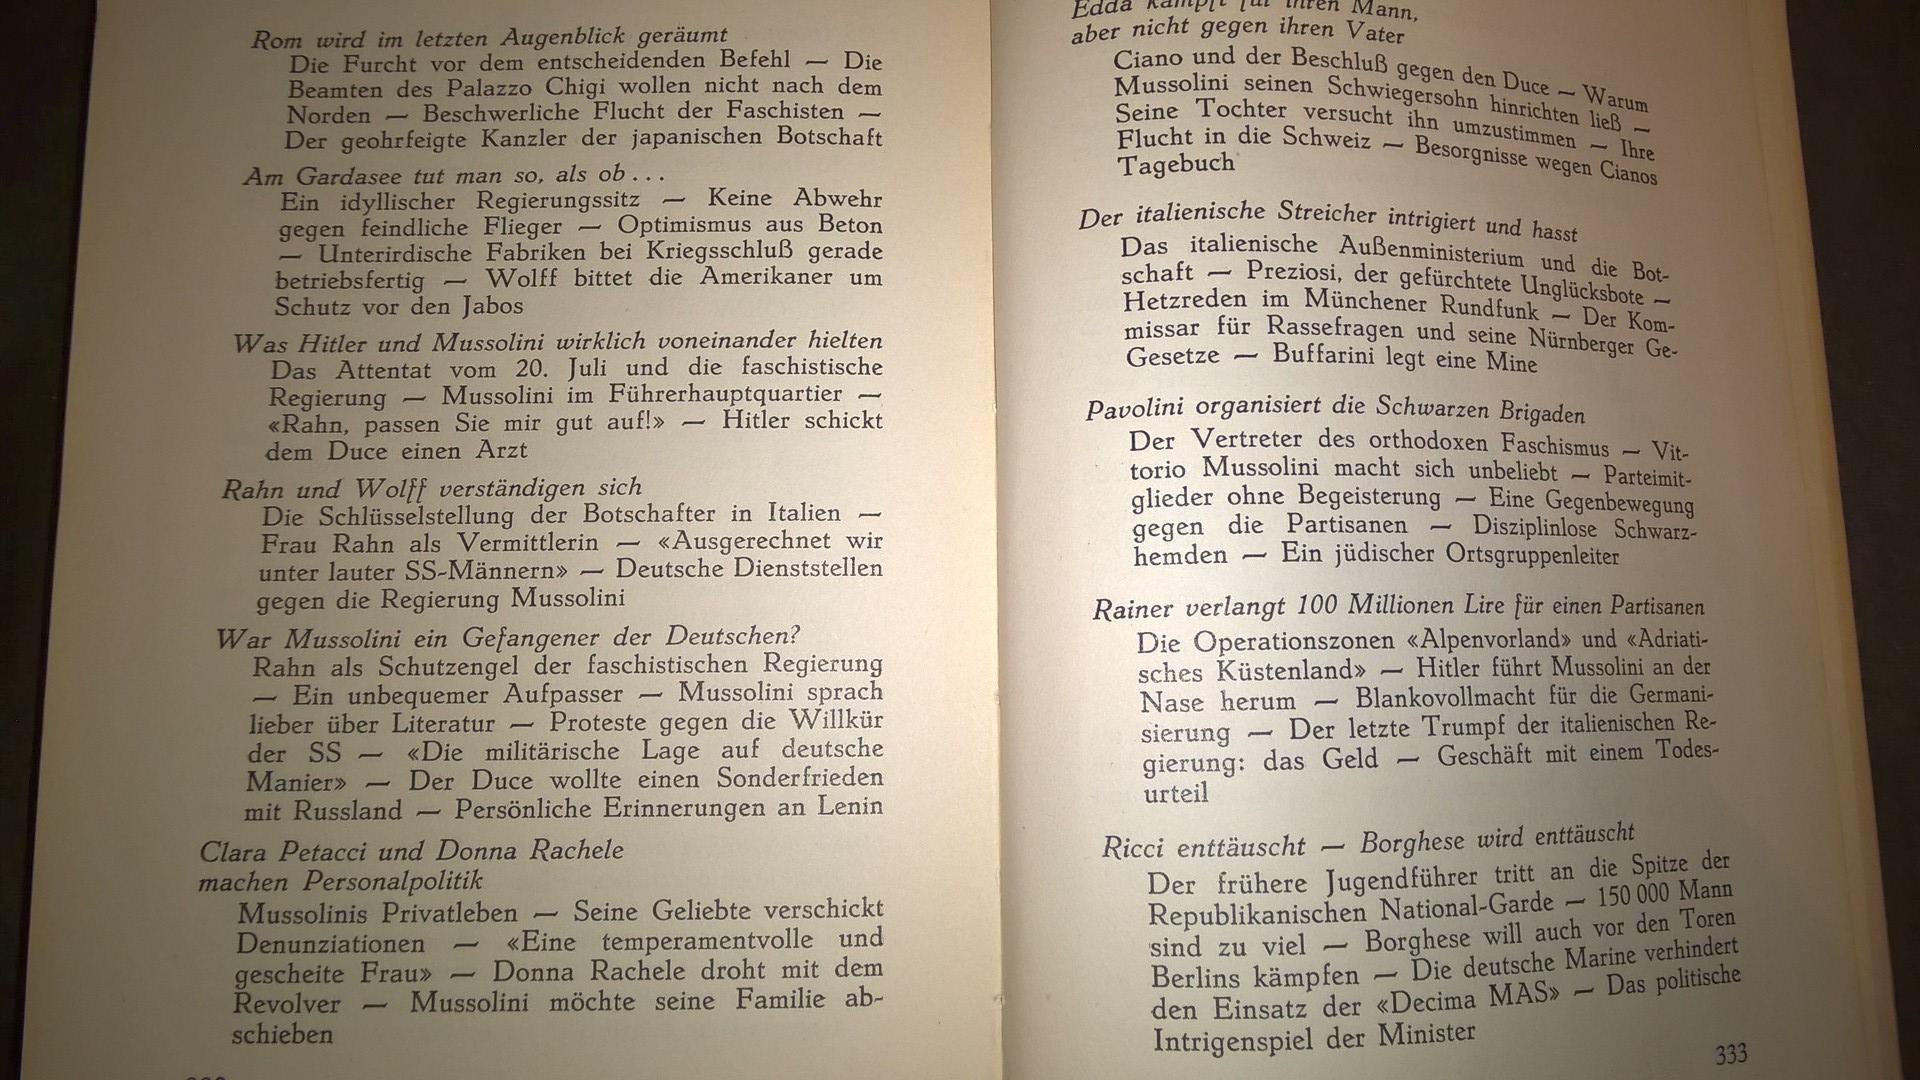 Rom wird im letzten Augenblick geräumt
Die Furcht vor dem entscheidenden Befehl — Die
Beamten des Palazzo Chigi wollen nicht nach dem
Norden — Beschwerliche Flucht der Faschisten —
Der geohrfeigte Kanzler der japanischen Botschaft
Am Gardasee tut man so, als ob...
Ein idyllischer Regierungssitz — Keine Abwehr
gegen feindliche Flieger — Optimismus aus Beton
— Unterirdische Fabriken bei Kriegsschluß gerade
betriebsfertig — Wolff bittet die Amerikaner um
Schutz vor den Jabos
Was Hitler und Mussolini wirklich voneinander hielten
Das Attentat vom 20. Juli und die faschistische
Regierung — Mussolini im Führerhauptquartier —
«Rahn, passen Sie mir gut auf!» — Hitler schickt
dem Duce einen Arzt
Rahn und Wolff verständigen sich
Die Schlüsselstellung der Botschafter in Italien —
Frau Rahn als Vermittlerin — «Ausgerechnet wir
unter lauter SS-Männern» — Deutsche Dienststellen
gegen die Regierung Mussolini
War Mussolini ein Gefangener der Deutschen?
Rahn als Schutzengel der faschistischen Regierung
— Ein unbequemer Aufpasser — Mussolini sprach
lieber über Literatur — Proteste gegen die Willkür
der SS — «Die militärische Lage auf deutsche
Manier» — Der Duce wollte einen Sonderfrieden
mit Russland — Persönliche Erinnerungen an Lenin
Clara Petacci und Donna Rachele
machen Personalpolitik
Mussolinis Privatleben — Seine Geliebte verschickt
Denunziationen — «Eine temperamentvolle und
gescheite Frau» — Donna Rachele droht mit dem
Revolver — Mussolini möchte seine Familie ab-
schieben
Edda kämpft für ihren Mann,
aber nicht gegen ihren Vater
Ciano und der Beschluß gegen den Duce — Warum
Mussolini seinen Schwiegersohn hinrichten ließ —
Seine Tochter versucht ihn umzustimmen — Ihre
Flucht in die Schweiz — Besorgnisse wegen Cianos
Tagebuch
Der italienische Streicher intrigiert und hasst
Das italienische Außenministerium und die Bot-
schaft — Preziosi, der gefürchtete Unglücksbote —
Hetzreden im Münchener Rundfunk — Der Kom-
missar für Rassefragen und seine Nürnberger Ge-
Gesetze — Buffarini legt eine Mine
Pavolini organisiert die Schwarzen Brigaden
Der Vertreter des orthodoxen Faschismus — Vit-
torio Mussolini macht sich unbeliebt — Parteimit-
glieder ohne Begeisterung — Eine Gegenbewegung
gegen die Partisanen — Disziplinlose Schwarz-
hemden — Ein jüdischer Ortsgruppenleiter
Rainer verlangt 100 Millionen Lire für einen Partisanen
Die Operationszonen «Alpenvorland» und «Adriati-
sches Küstenland» — Hitler führt Mussolini an der
Nase herum — Blankovollmacht für die Germani-
sierung — Der letzte Trumpf der italienischen Re-
gierung: das Geld — Geschäft mit einem Todes-
urteil
Ricci enttäuscht — Borghese wird enttäuscht
Der frühere Jugendführer tritt an die Spitze der
Republikanischen National-Garde — 150 000 Mann
sind zu viel — Borghese will auch vor den Toren
Berlins kämpfen — Die deutsche Marine verhindert
den Einsatz der «Decima MAS» — Das politische
Intrigenspiel der Minister
333